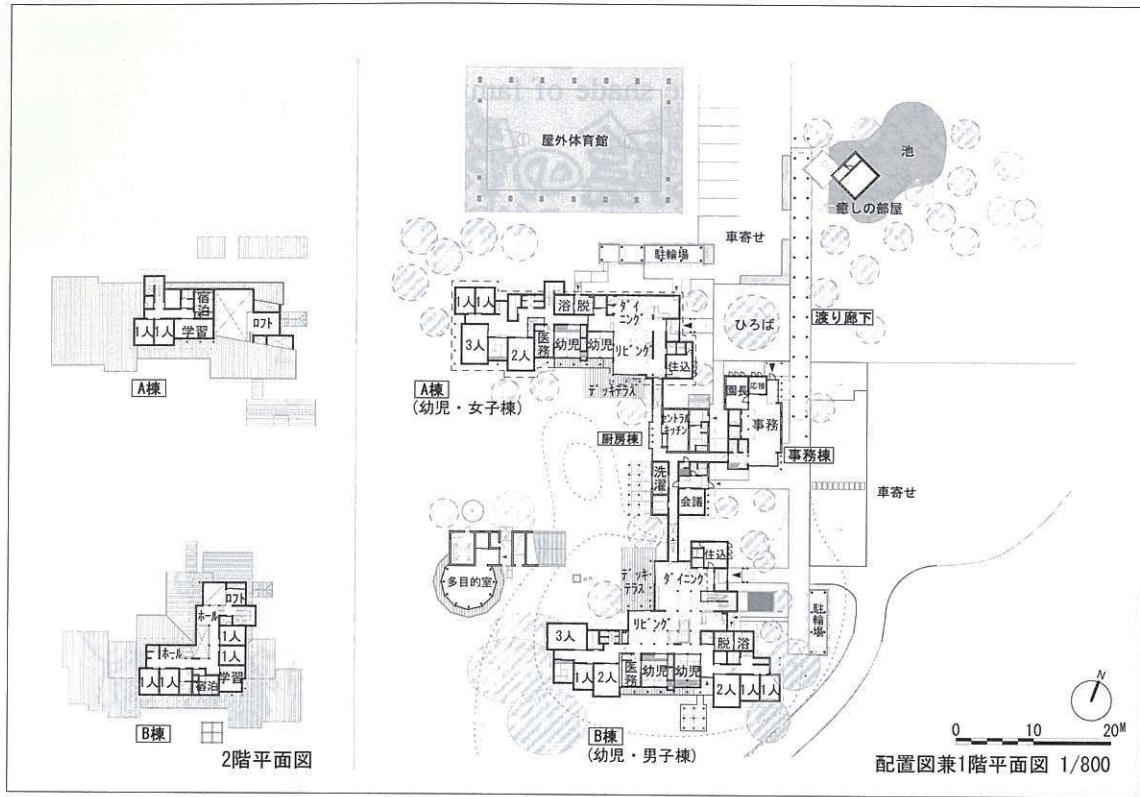 屋外体育館
池
癒しの部屋
車寄せ
駐輪場
ひろば
渡り廊下
1人
1人
浴
脱
ダイニング
3人
2人
医務
幼児
幼児
リビング
住込
A棟
(幼児・女子棟)
デッキテラス
園長
応接
事務
セントラルキッチン
厨房棟
事務棟
洗濯
会議
車寄せ
多目的室
デッキテラス
住込
ダイニング
リビング
駐輪場
3人
脱
浴
1人
2人
医務
幼児
幼児
2人
1人
1人
B棟
(幼児・男子棟)
宿泊
1人
1人
学習
ロフト
A棟
ロフト
ホール
1人
ホール
1人
1人
1人
宿泊
学習
B棟
2階平面図
N
0 10 20M
配置図兼1階平面図 1/800